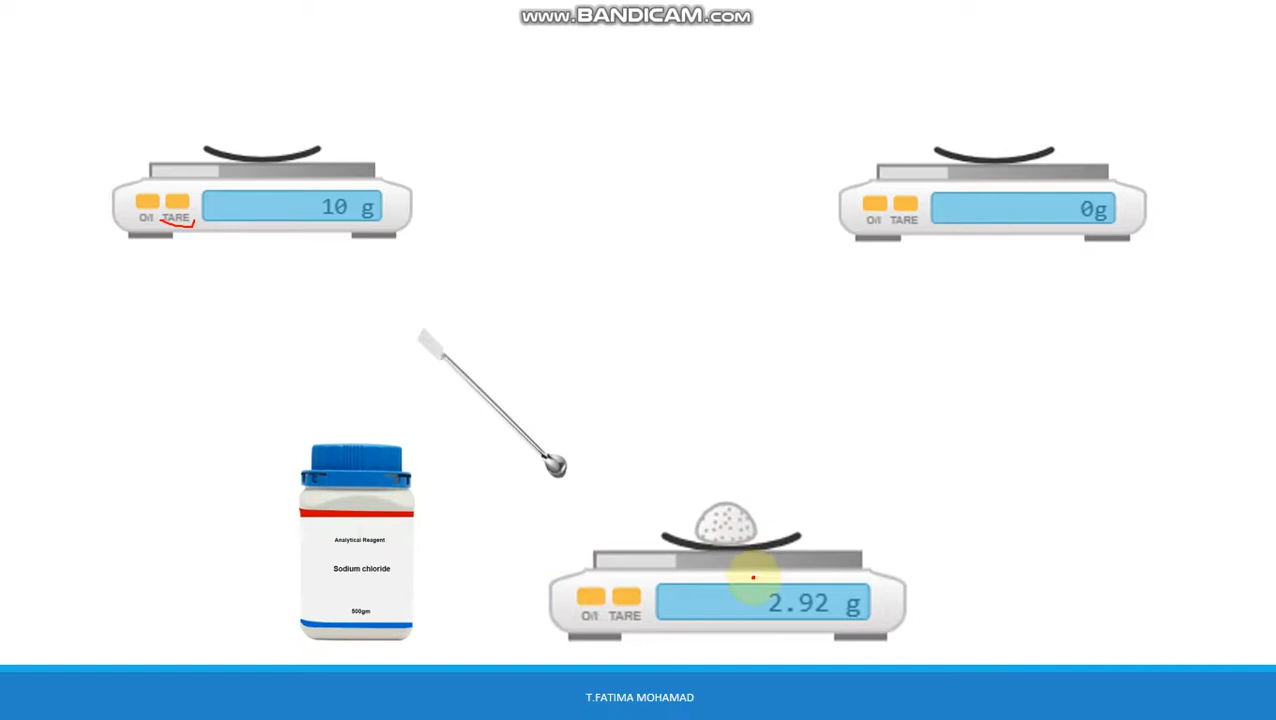 www.BANDICAM.com
10 g
O/I TARE
0g
O/I TARE
Analytical Reagent
Sodium chloride
500gm
2.92 g
O/I TARE
T.FATIMA MOHAMAD